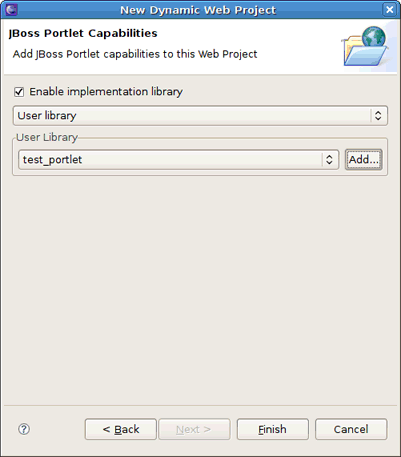 New Dynamic Web Project
JBoss Portlet Capabilities
Add JBoss Portlet capabilities to this Web Project
Enable implementation library
User library
User Library
test_portlet
Add...
? < Back Next > Finish Cancel